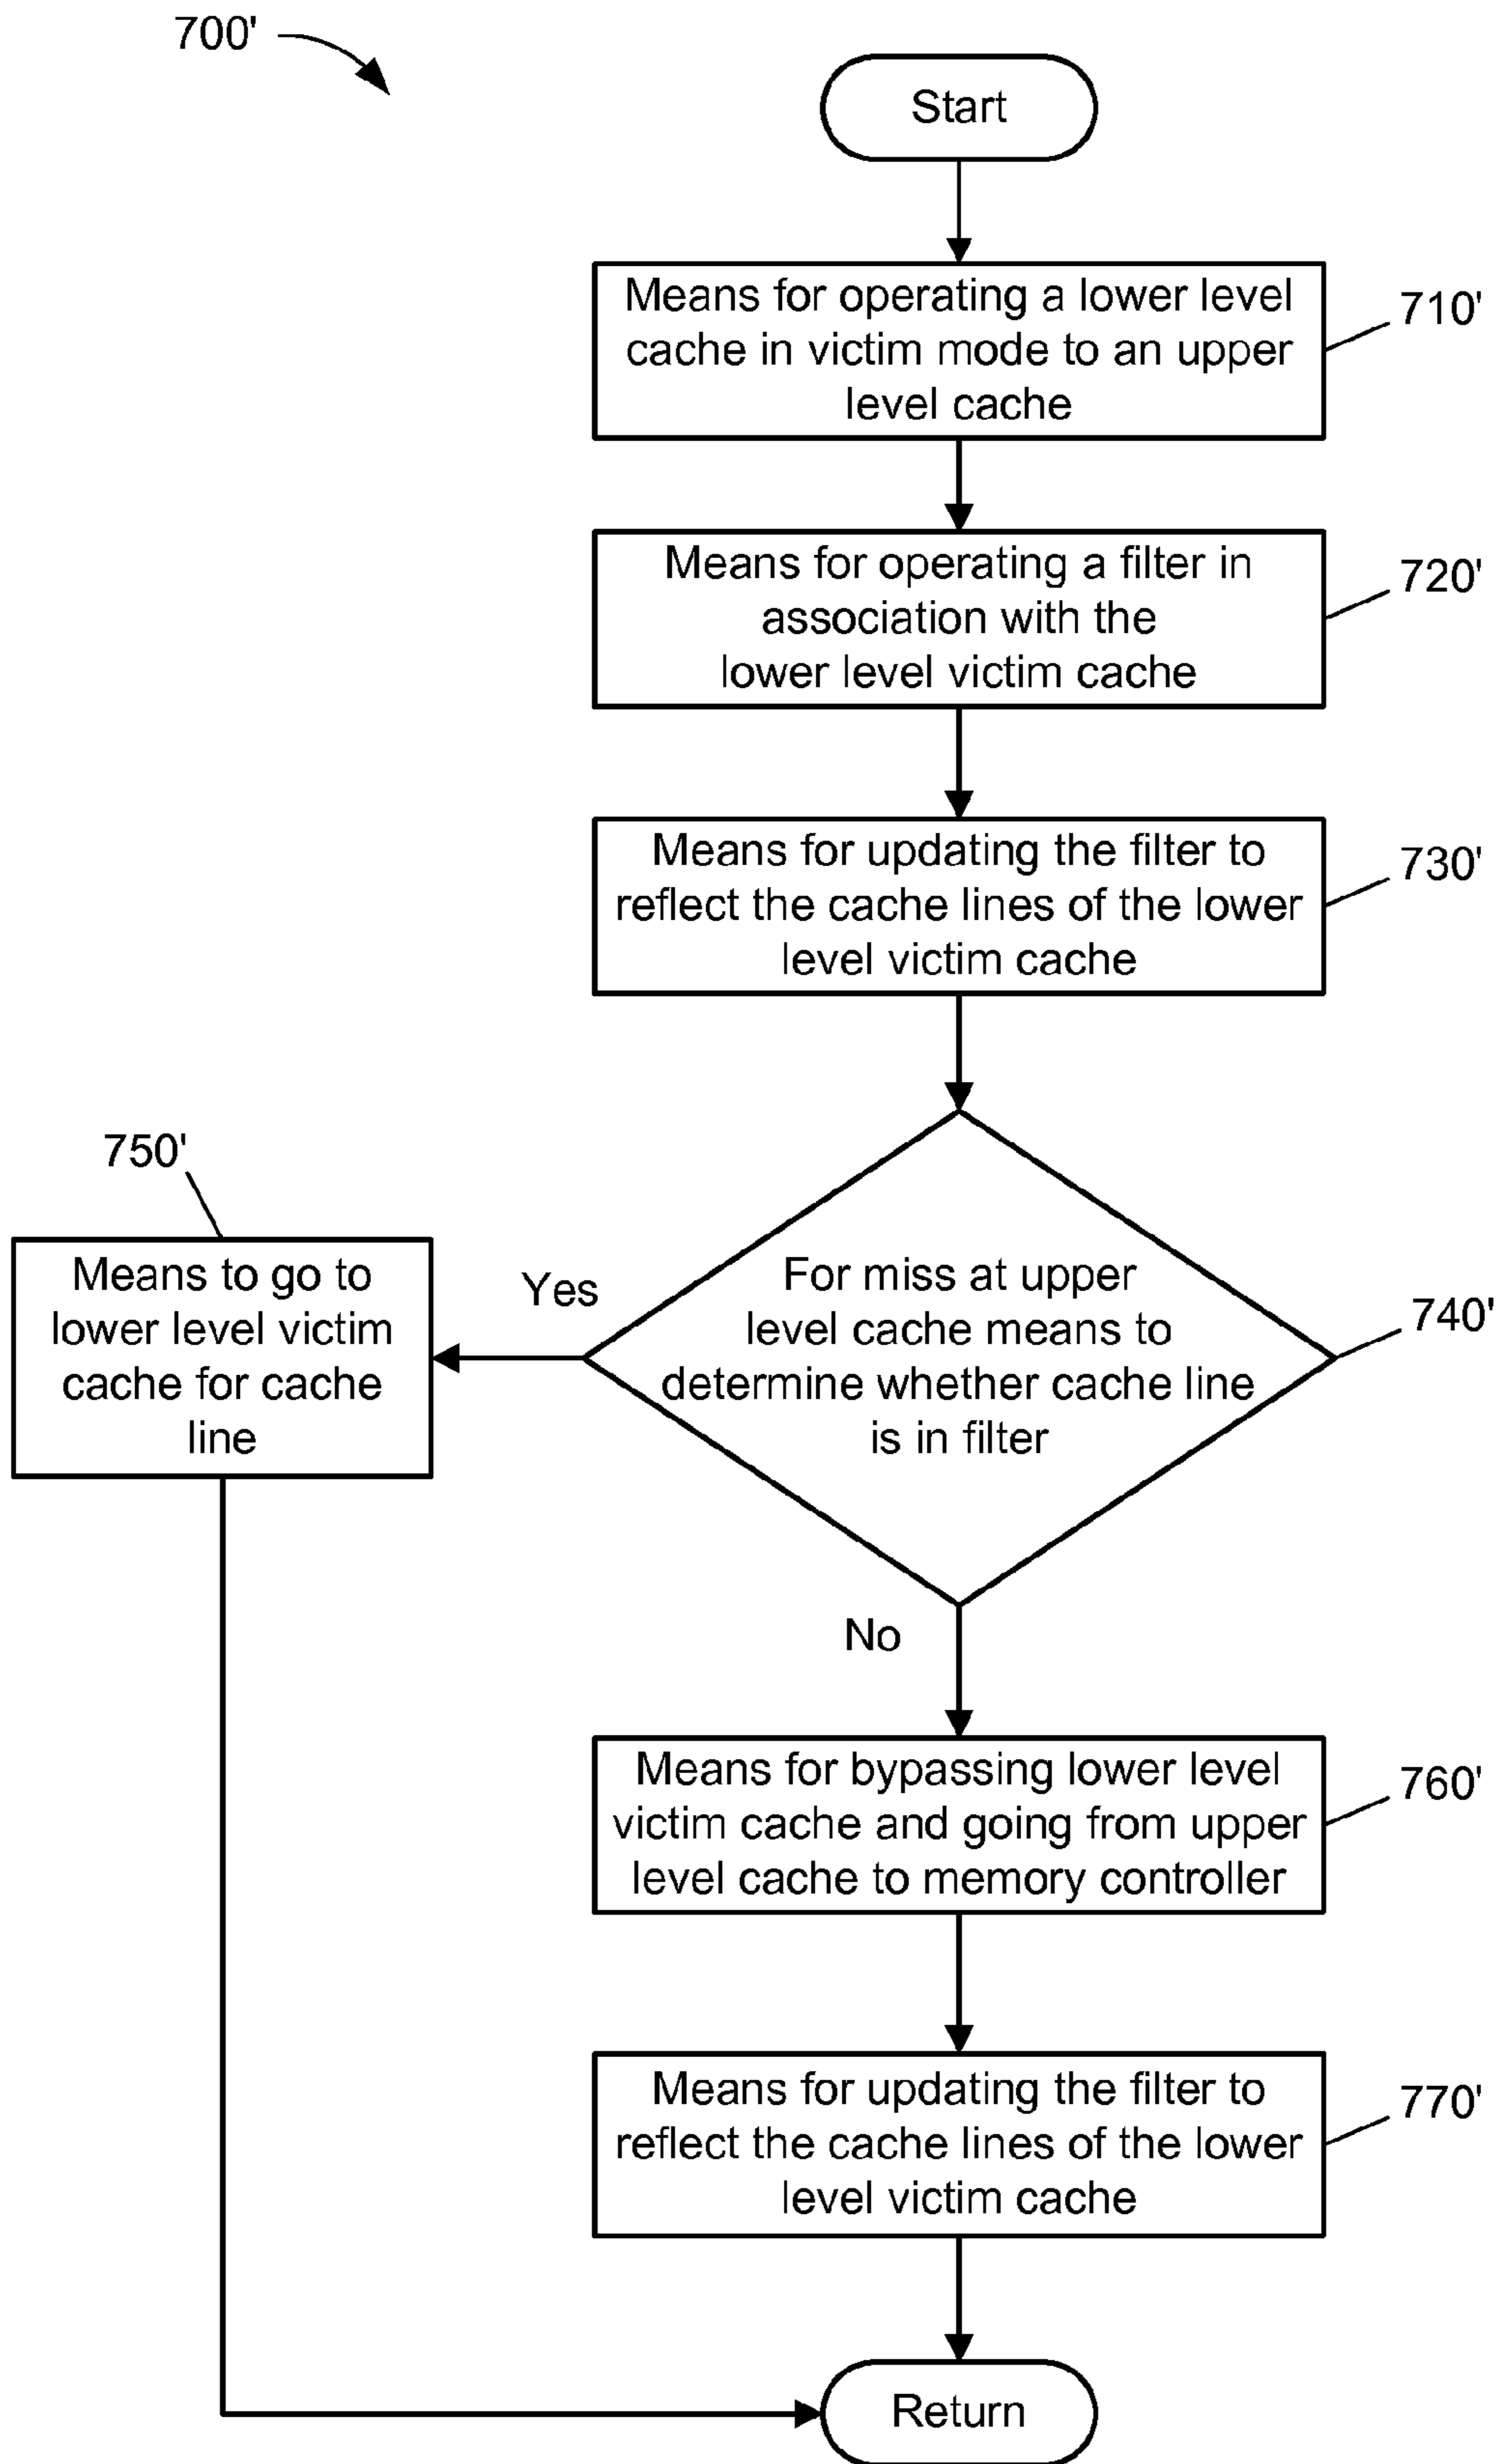 700'
Start
Means for operating a lower level
cache in victim mode to an upper
level cache
710'
Means for operating a filter in
association with the
lower level victim cache
720'
Means for updating the filter to
reflect the cache lines of the lower
level victim cache
730'
750'
Means to go to
lower level victim
cache for cache
line
Yes
For miss at upper
level cache means to
determine whether cache line
is in filter
740'
No
Means for bypassing lower level
victim cache and going from upper
level cache to memory controller
760'
Means for updating the filter to
reflect the cache lines of the lower
level victim cache
770'
Return